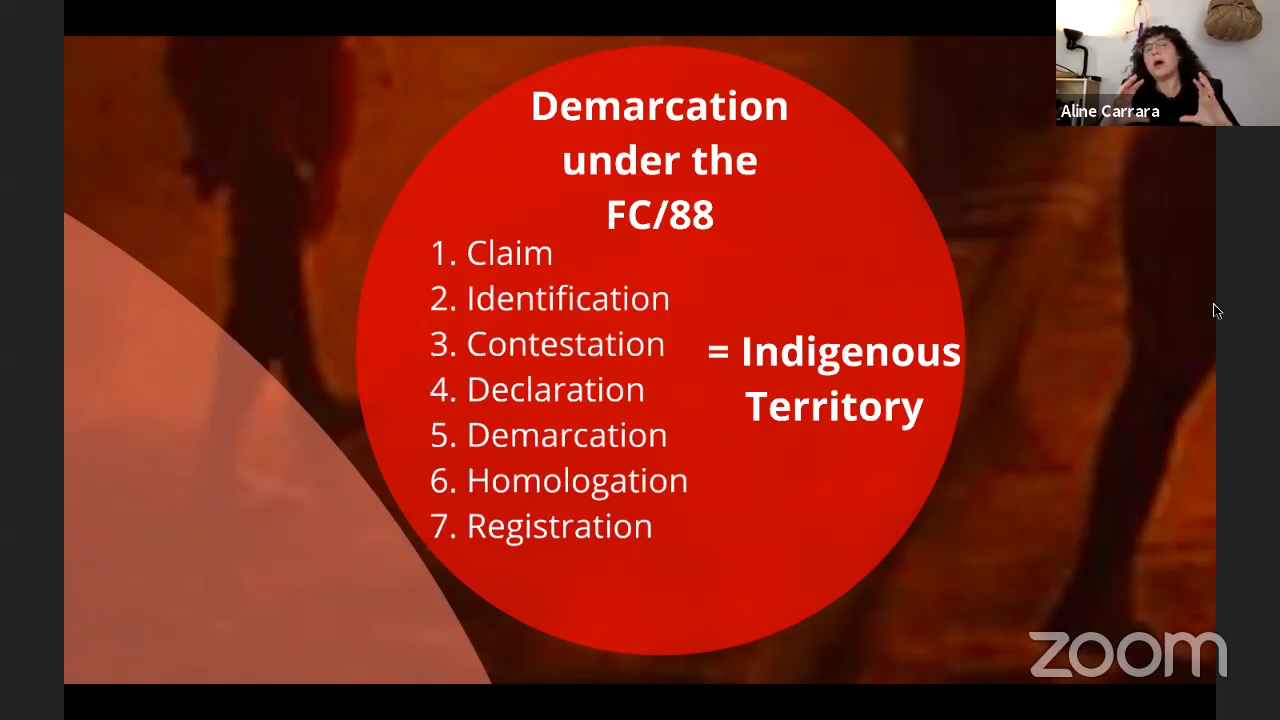 Aline Carrara
Demarcation
under the
FC/88
1. Claim
2. Identification
3. Contestation
4. Declaration
5. Demarcation
6. Homologation
7. Registration
= Indigenous
Territory
zoom